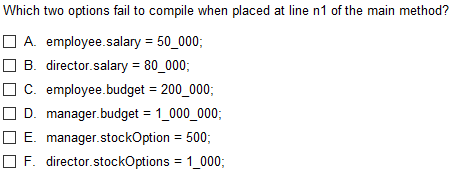 Which two options fail to compile when placed at line n1 of the main method?
A. employee.salary = 50_000;
B. director.salary = 80_000;
C. employee.budget = 200_000;
D. manager.budget = 1_000_000;
E. manager.stockOption = 500;
F. director.stockOptions = 1_000;